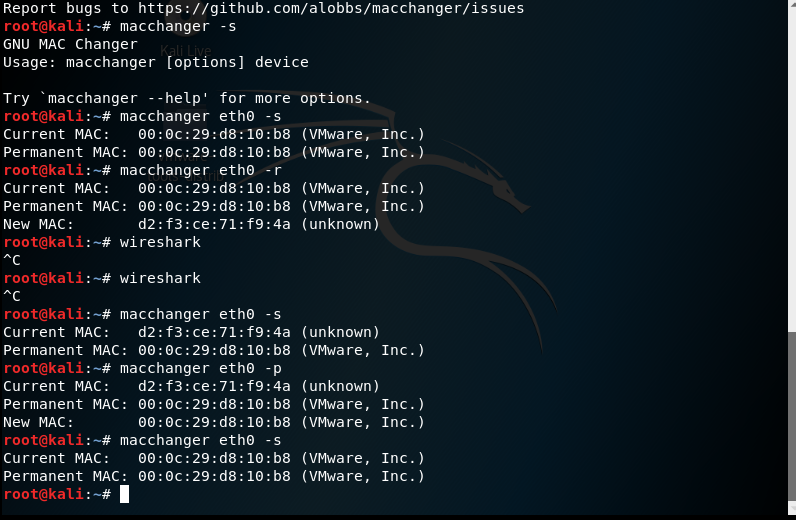 Report bugs to https://github.com/alobbs/macchanger/issues
root@kali:~# macchanger -s
GNU MAC Changer
Kali Live
Usage: macchanger [options] device
Try `macchanger --help' for more options.
root@kali:~# macchanger eth0 -s
Current MAC:   00:0c:29:d8:10:b8 (VMware, Inc.)
Permanent MAC: 00:0c:29:d8:10:b8 (VMware, Inc.)
root@kali:~# macchanger eth0 -r
Current MAC:   00:0c:29:d8:10:b8 (VMware, Inc.)
Permanent MAC: 00:0c:29:d8:10:b8 (VMware, Inc.)
New MAC:       d2:f3:ce:71:f9:4a (unknown)
root@kali:~# wireshark
^C
root@kali:~# wireshark
^C
root@kali:~# macchanger eth0 -s
Current MAC:   d2:f3:ce:71:f9:4a (unknown)
Permanent MAC: 00:0c:29:d8:10:b8 (VMware, Inc.)
root@kali:~# macchanger eth0 -p
Current MAC:   d2:f3:ce:71:f9:4a (unknown)
Permanent MAC: 00:0c:29:d8:10:b8 (VMware, Inc.)
New MAC:       00:0c:29:d8:10:b8 (VMware, Inc.)
root@kali:~# macchanger eth0 -s
Current MAC:   00:0c:29:d8:10:b8 (VMware, Inc.)
Permanent MAC: 00:0c:29:d8:10:b8 (VMware, Inc.)
root@kali:~#